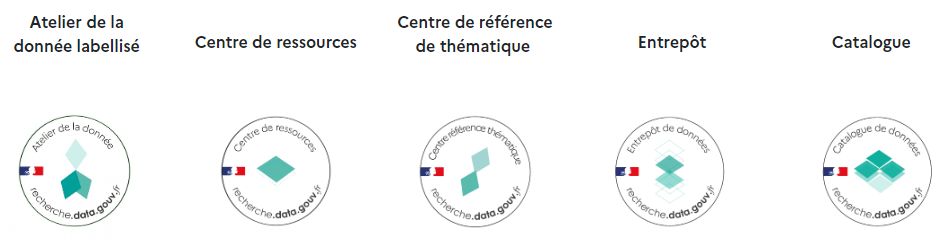 Atelier de la
donnée labellisé
Centre de ressources
Centre de référence
de thématique
Entrepôt
Catalogue
Atelier de la donnée
recherche.data.gouv.fr
Centre de ressources
recherche.data.gouv.fr
Centre référence thématique
recherche.data.gouv.fr
Entrepôt de données
recherche.data.gouv.fr
Catalogue de données
recherche.data.gouv.fr